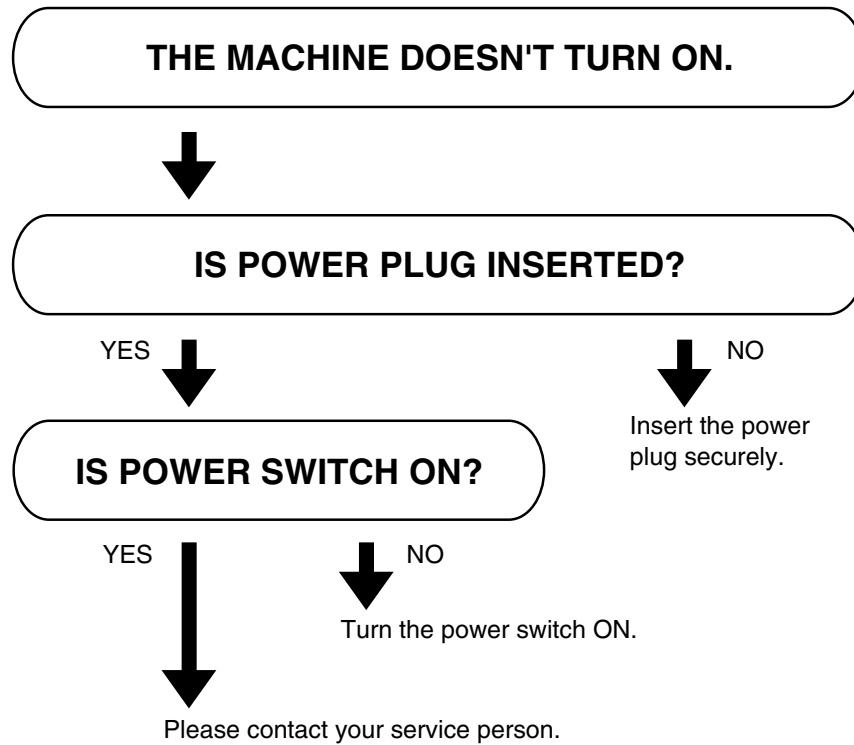 THE MACHINE DOESN'T TURN ON.
IS POWER PLUG INSERTED?
YES
NO
Insert the power
plug securely.
IS POWER SWITCH ON?
YES
NO
Turn the power switch ON.
Please contact your service person.